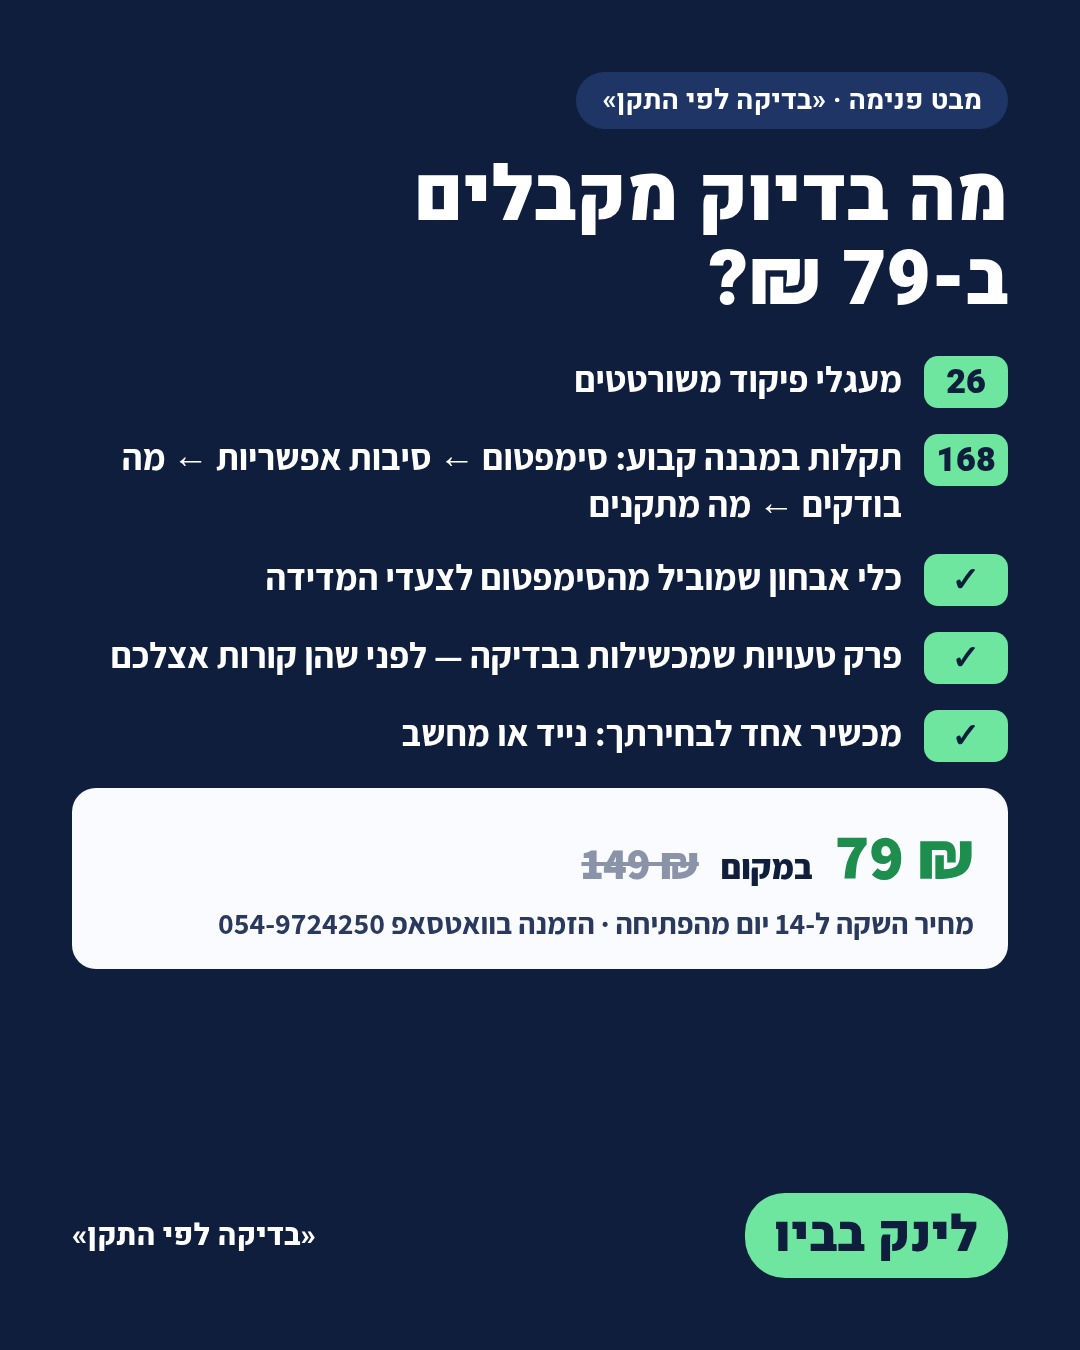 מבט פנימה · «בדיקה לפי התקן»
מה בדיוק מקבלים
ב-79 ₪?
26 מעגלי פיקוד משורטטים
168 תקלות במבנה קבוע: סימפטום ← סיבות אפשריות ← מה
בודקים ← מה מתקנים
✓ כלי אבחון שמוביל מהסימפטום לצעדי המדידה
✓ פרק טעויות שמכשילות בבדיקה — לפני שהן קורות אצלכם
✓ מכשיר אחד לבחירתך: נייד או מחשב
₪ 79 במקום ₪ 149
מחיר השקה ל-14 יום מהפתיחה · הזמנה בוואטסאפ 054-9724250
לינק בביו
«בדיקה לפי התקן»